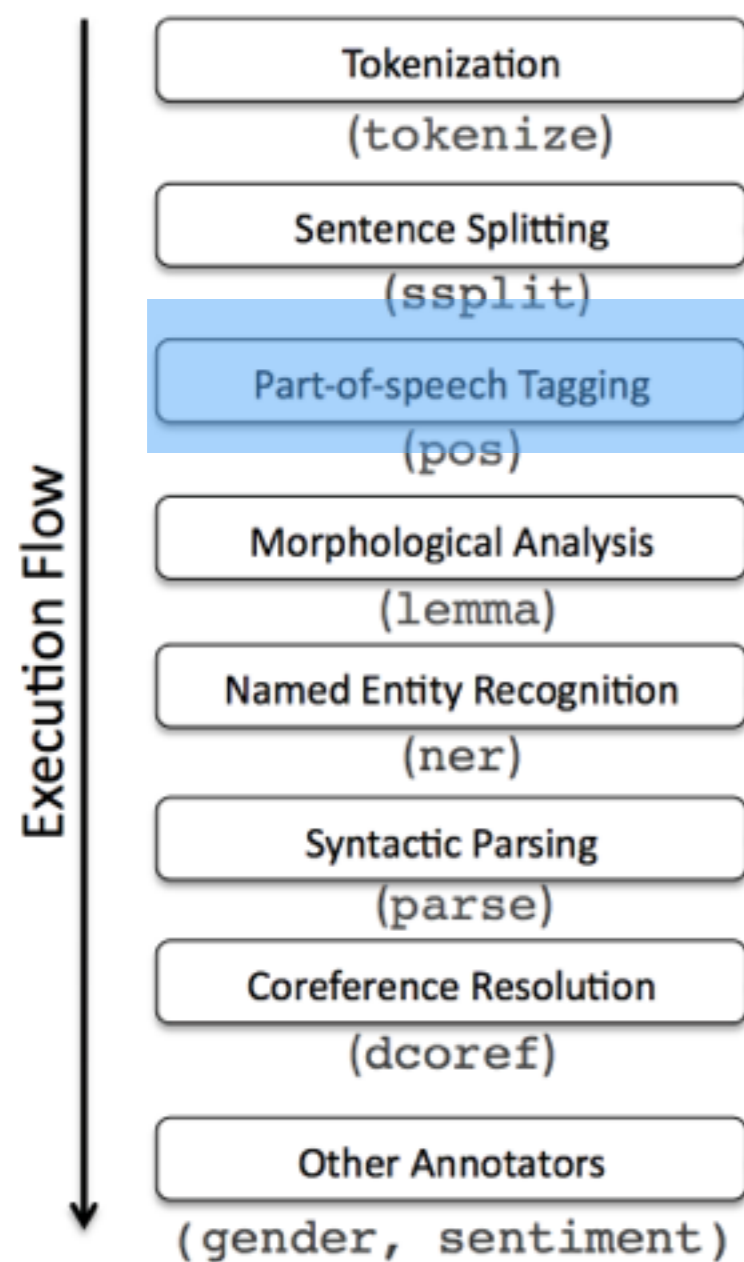 Execution Flow
Tokenization
(tokenize)
Sentence Splitting
(ssplit)
Part-of-speech Tagging
(pos)
Morphological Analysis
(lemma)
Named Entity Recognition
(ner)
Syntactic Parsing
(parse)
Coreference Resolution
(dcoref)
Other Annotators
(gender, sentiment)